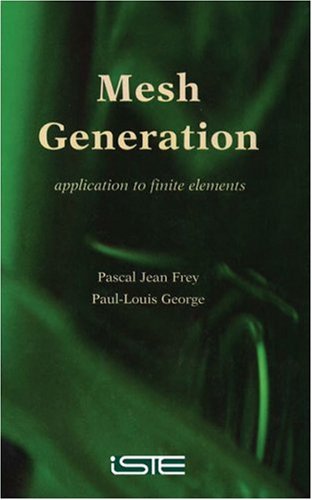 Mesh
Generation
application to finite elements
Pascal Jean Frey
Paul-Louis George
iSTE